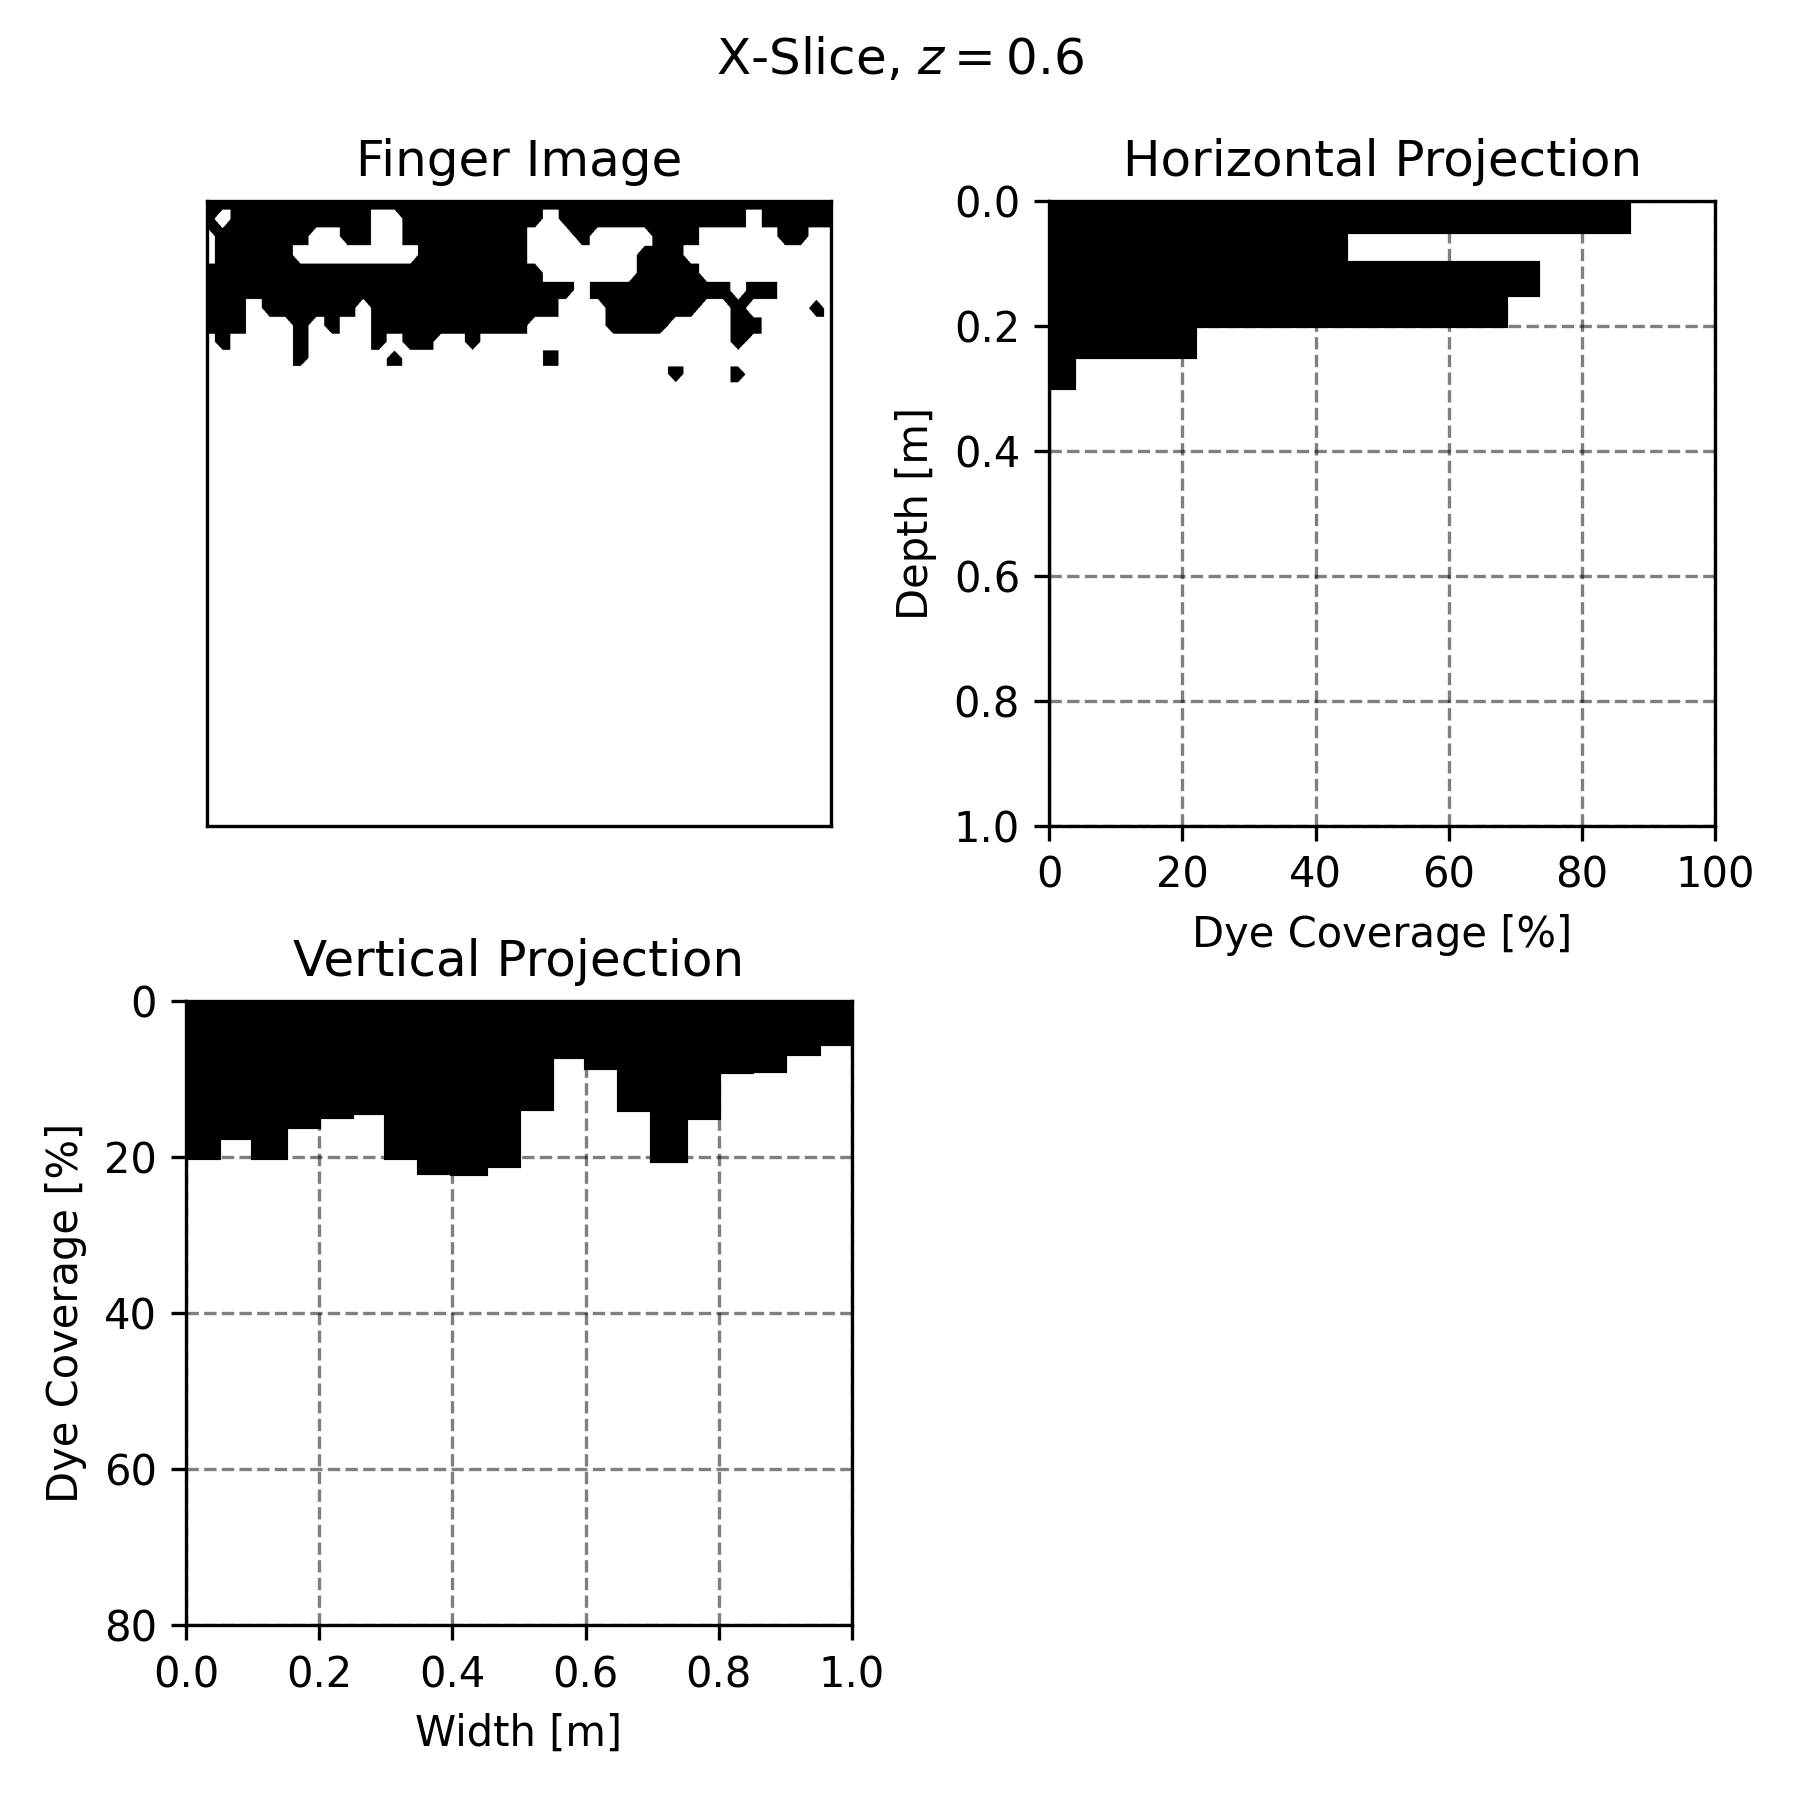 X-Slice, z = 0.6
Finger Image
Horizontal Projection
0.0
0.2
0.4
0.6
0.8
1.0
Depth [m]
0 20 40 60 80 100
Dye Coverage [%]
Vertical Projection
0
20
40
60
80
Dye Coverage [%]
0.0 0.2 0.4 0.6 0.8 1.0
Width [m]